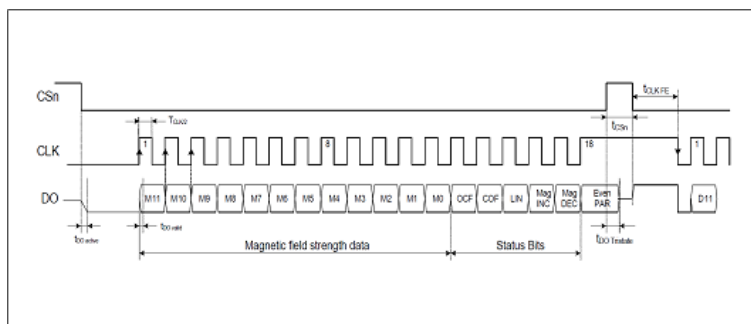 CSn
tCLK FE
TCLK/2
tCSn
CLK
1
8
18
1
DO
M11 M10 M9 M8 M7 M6 M5 M4 M3 M2 M1 M0 OCF COF LIN Mag INC Mag DEC Even PAR D11
tDO active
tDO valid
tDO Tristate
Magnetic field strength data
Status Bits